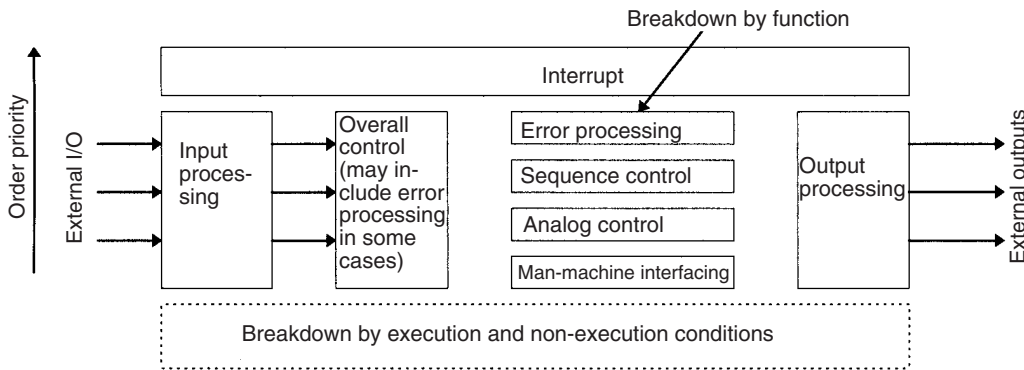 Breakdown by function
Interrupt
Order priority
External I/O
Input
proces-
sing
Overall
control
(may in-
clude error
processing
in some
cases)
Error processing
Sequence control
Analog control
Man-machine interfacing
Output
processing
External outputs
Breakdown by execution and non-execution conditions